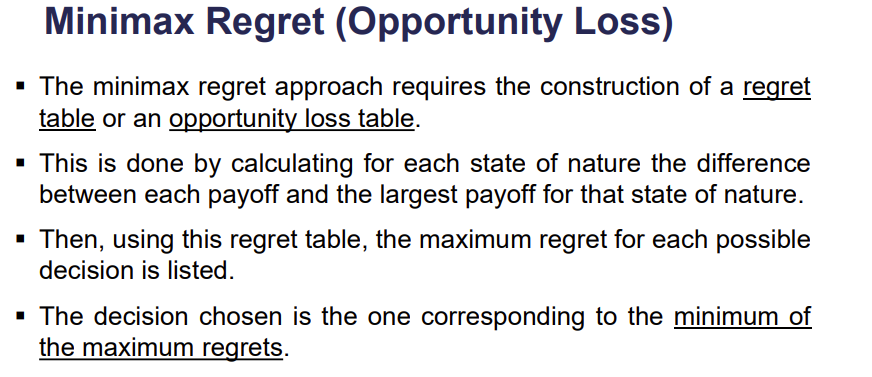 Minimax Regret (Opportunity Loss)
▪ The minimax regret approach requires the construction of a regret
table or an opportunity loss table.
▪ This is done by calculating for each state of nature the difference
between each payoff and the largest payoff for that state of nature.
▪ Then, using this regret table, the maximum regret for each possible
decision is listed.
▪ The decision chosen is the one corresponding to the minimum of
the maximum regrets.